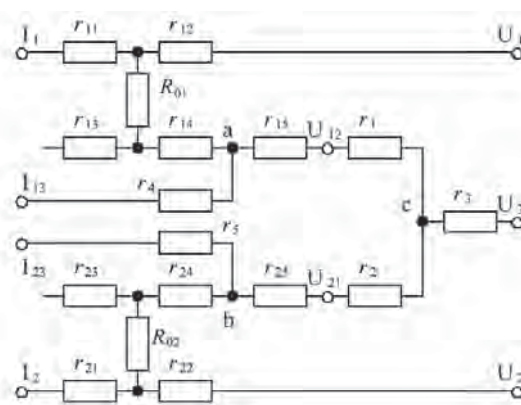 I₁ r₁₁ r₁₂ U₁
R₀₁
r₁₃ r₁₄ a r₁₅ U₁₂ r₁
I₁₃ r₄
c r₃ U₃
r₅
I₂₃ r₂₃ r₂₄ r₂₅ U₂₁ r₂
b
R₀₂
I₂ r₂₁ r₂₂ U₂